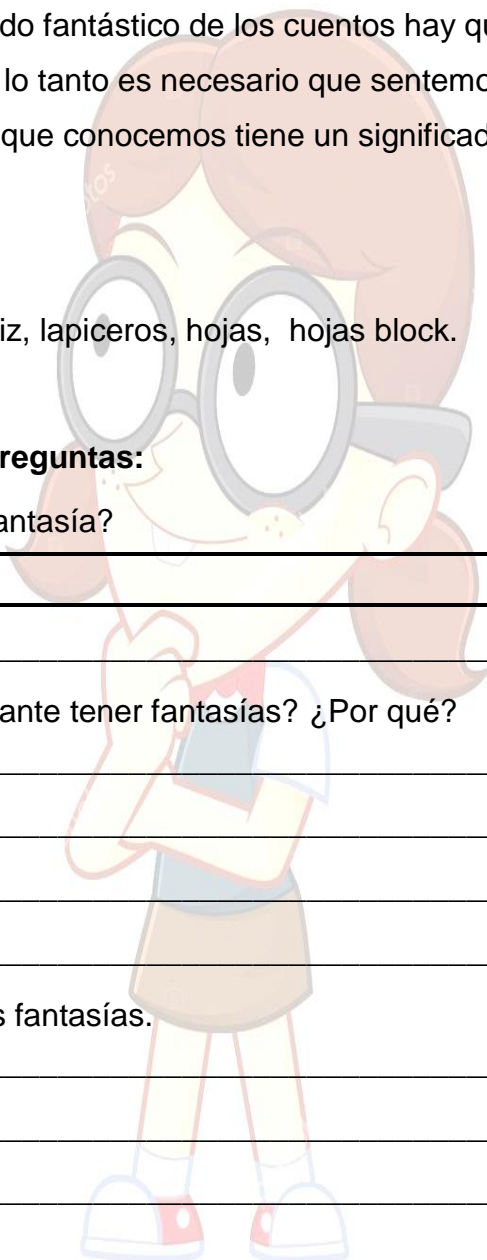 do fantástico de los cuentos hay qu
lo tanto es necesario que sentemo
que conocemos tiene un significad
iz, lapiceros, hojas, hojas block.
reguntas:
antasía?
ante tener fantasías? ¿Por qué?
s fantasías.